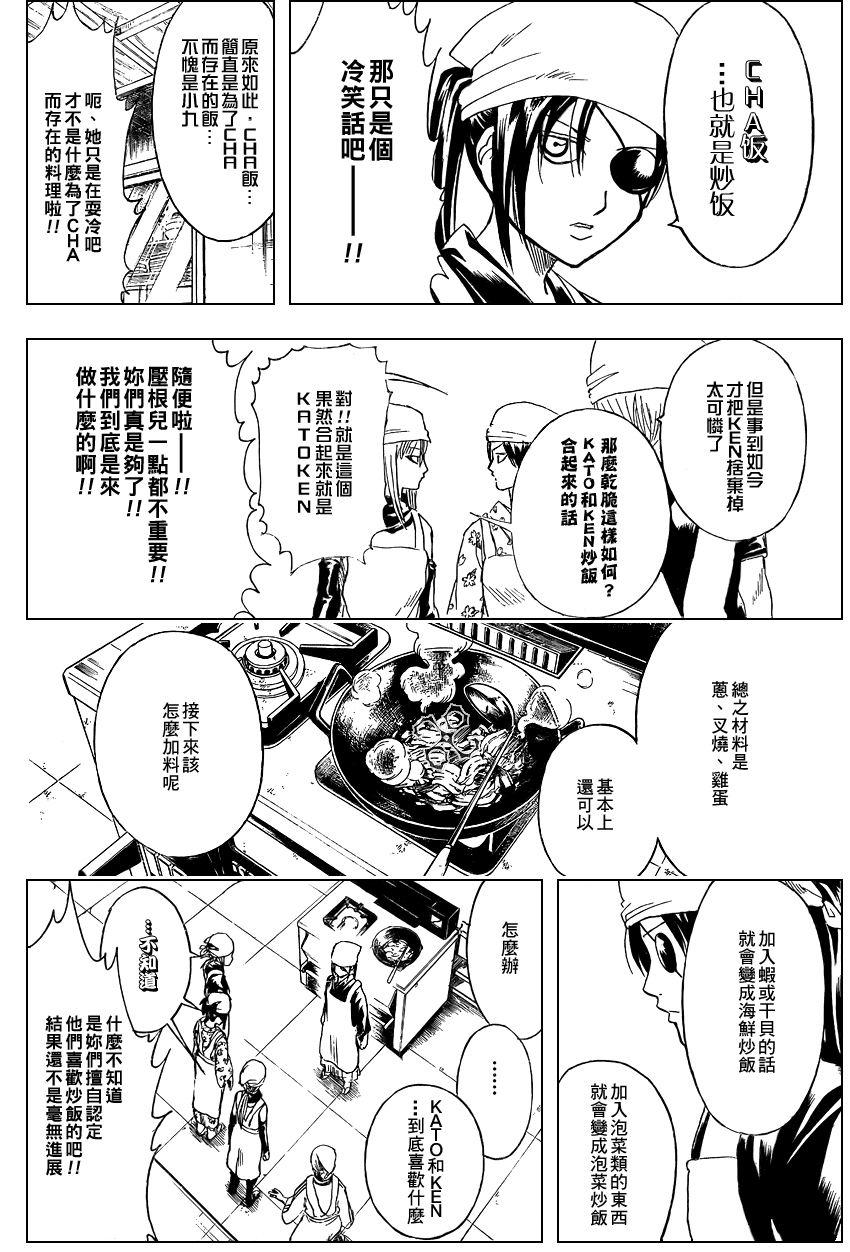 CHA饭
…也就是炒饭
那只是個
冷笑話吧——!!
原來如此，CHA飯…
簡直是為了CHA
而存在的飯…
不愧是小九
呃、她只是在耍冷吧
才不是什麼為了CHA
而存在的料理啦!!
但是事到如今
才把KEN捨棄掉
太可憐了
那麼乾脆這樣如何？
KATO和KEN炒飯
合起來的話
對!!就是這個
果然合起來就是
KATOKEN
隨便啦——!!
壓根兒一點都不重要!!
妳們真是夠了!!
我們到底是來
做什麼的啊!!
總之材料是
蔥、叉燒、雞蛋
基本上
還可以
接下來該
怎麼加料呢
加入蝦或干貝的話
就會變成海鮮炒飯
加入泡菜類的東西
就會變成泡菜炒飯
怎麼辦
……
KATO和KEN
…到底喜歡什麼
…不知道
什麼不知道
是妳們擅自認定
他們喜歡炒飯的吧!!
結果還不是毫無進展